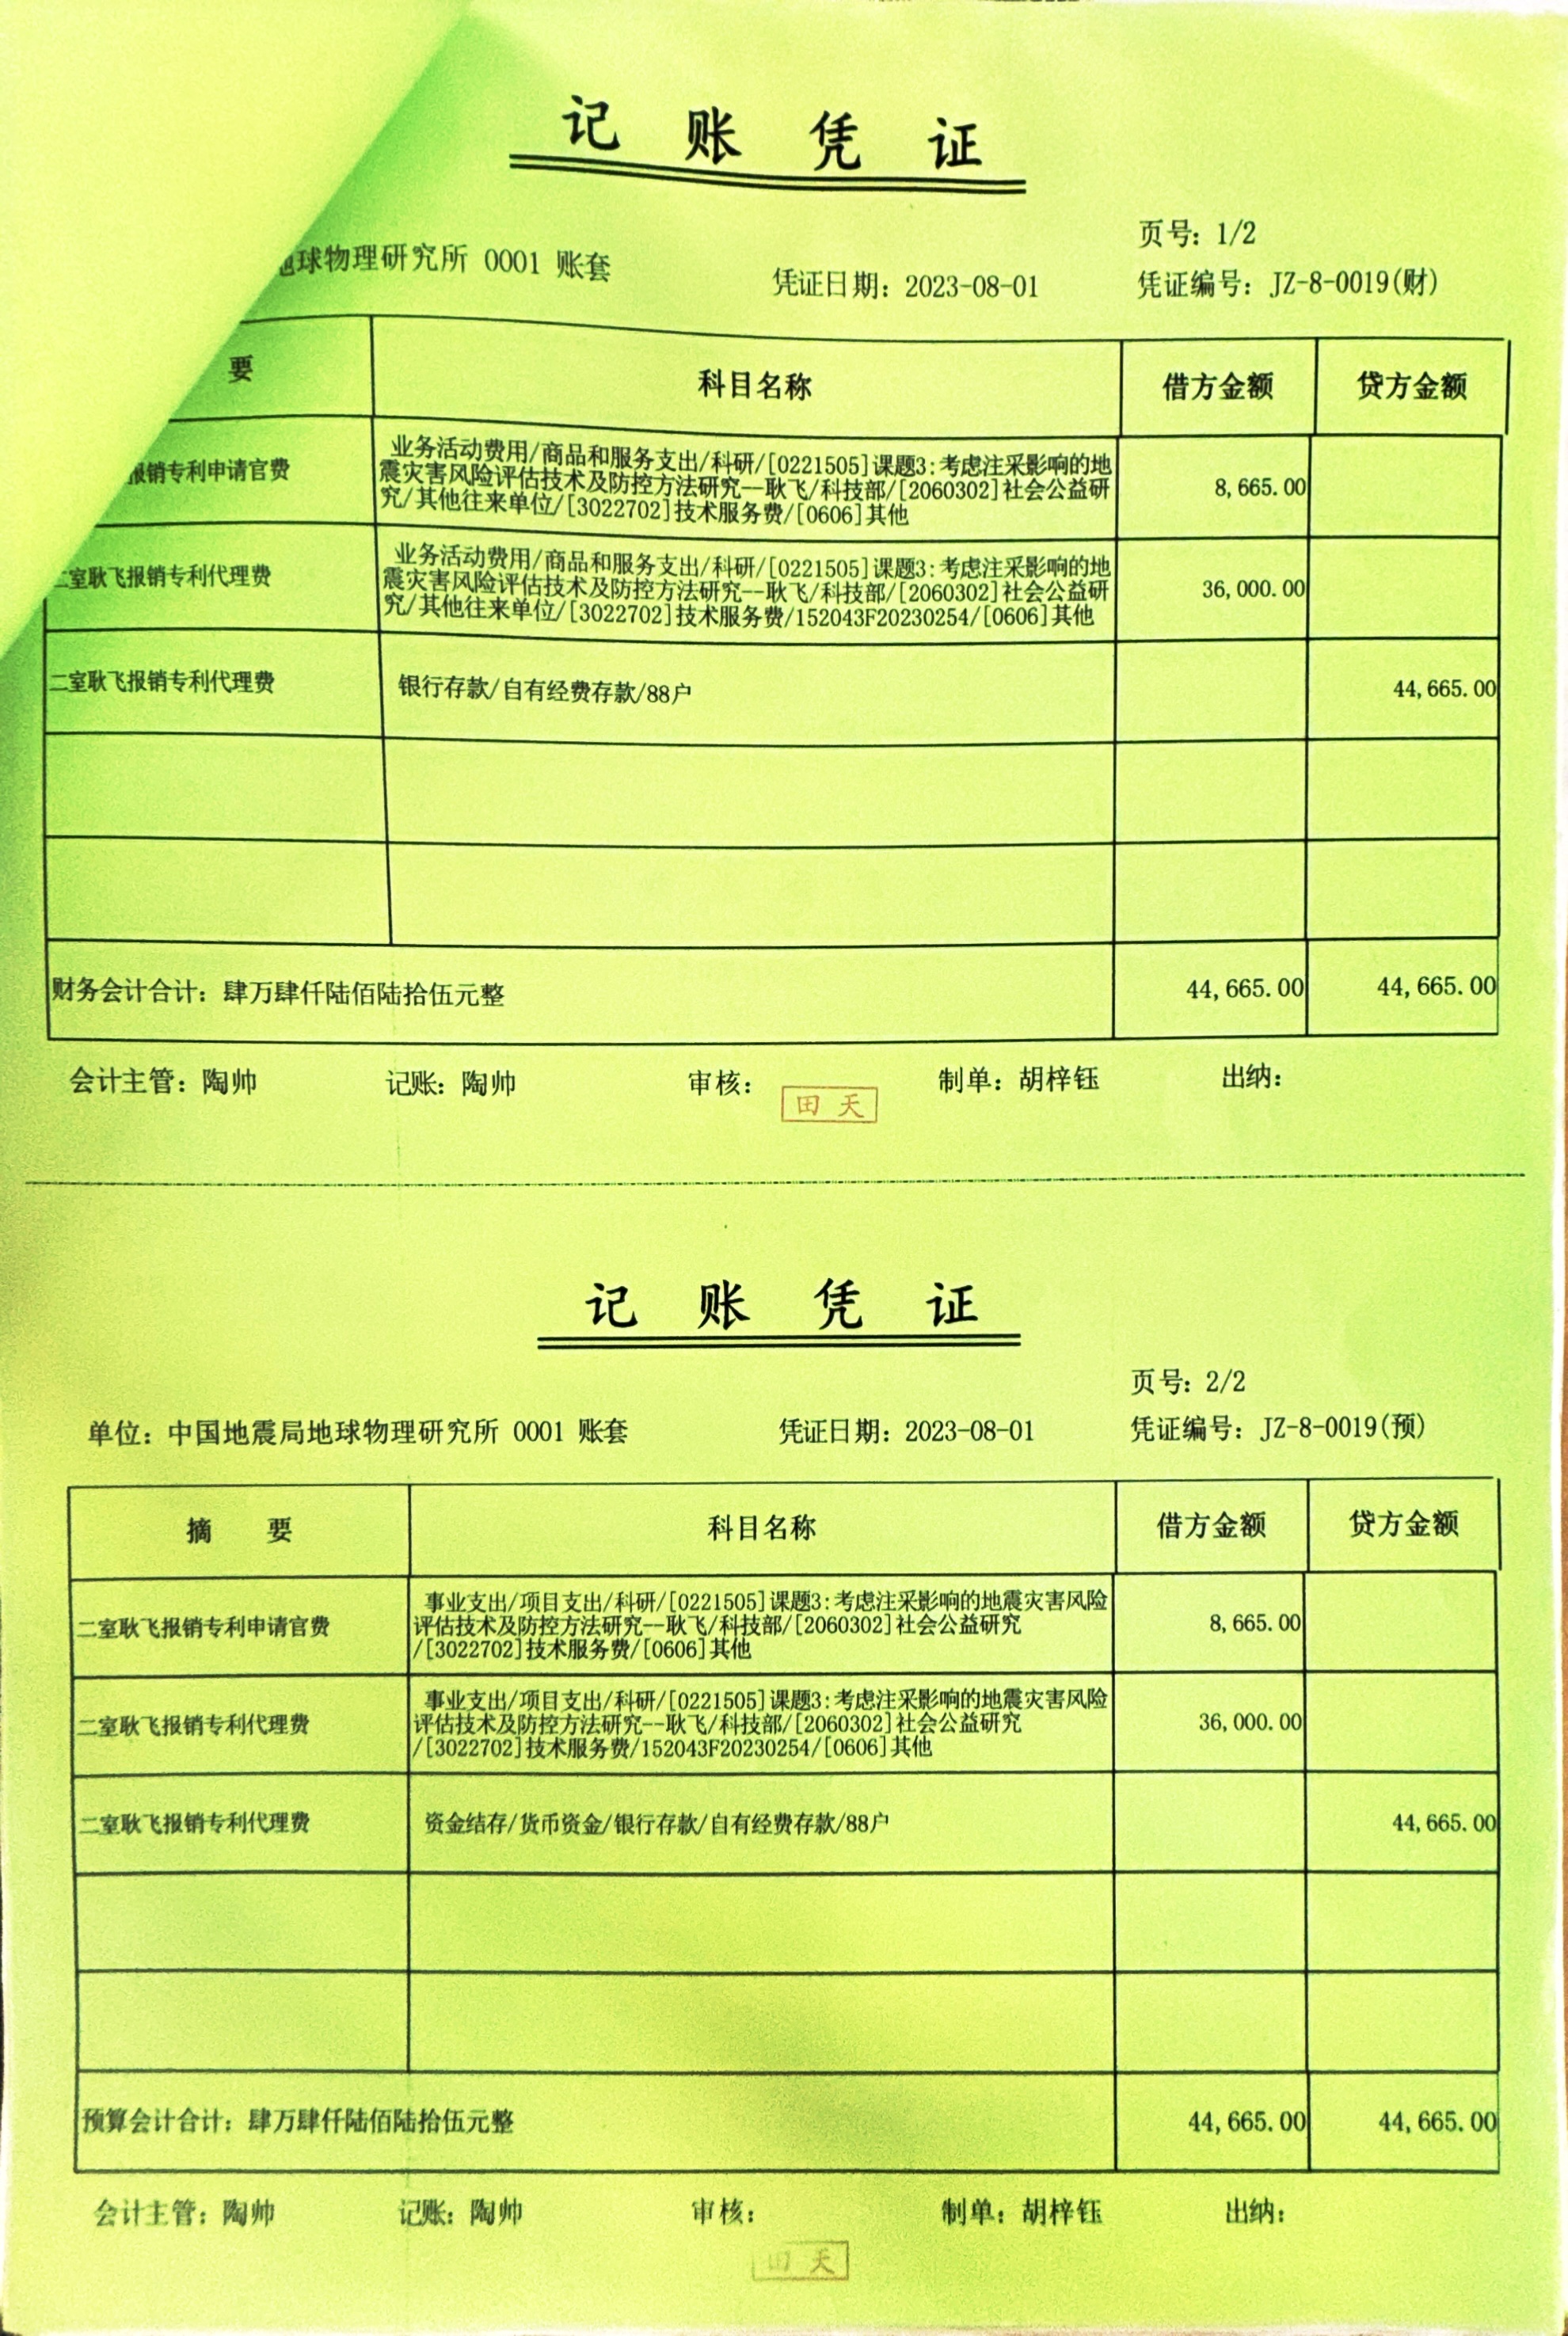 记 账 凭 证
页号: 1/2
球物理研究所 0001 账套
凭证日期: 2023-08-01
凭证编号: JZ-8-0019(财)
要
科目名称
借方金额
贷方金额
报销专利申请官费
业务活动费用/商品和服务支出/科研/[0221505]课题3:考虑注采影响的地
震灾害风险评估技术及防控方法研究--耿飞/科技部/[2060302]社会公益研
究/其他往来单位/[3022702]技术服务费/[0606]其他
8,665.00
室耿飞报销专利代理费
业务活动费用/商品和服务支出/科研/[0221505]课题3:考虑注采影响的地
震灾害风险评估技术及防控方法研究--耿飞/科技部/[2060302]社会公益研
究/其他往来单位/[3022702]技术服务费/152043F20230254/[0606]其他
36,000.00
二室耿飞报销专利代理费
银行存款/自有经费存款/88户
44,665.00
财务会计合计: 肆万肆仟陆佰陆拾伍元整
44,665.00
44,665.00
会计主管: 陶帅
记账: 陶帅
审核:
制单: 胡梓钰
出纳:
田 天
记 账 凭 证
页号: 2/2
单位: 中国地震局地球物理研究所 0001 账套
凭证日期: 2023-08-01
凭证编号: JZ-8-0019(预)
摘 要
科目名称
借方金额
贷方金额
二室耿飞报销专利申请官费
事业支出/项目支出/科研/[0221505]课题3:考虑注采影响的地震灾害风险
评估技术及防控方法研究--耿飞/科技部/[2060302]社会公益研究
/[3022702]技术服务费/[0606]其他
8,665.00
二室耿飞报销专利代理费
事业支出/项目支出/科研/[0221505]课题3:考虑注采影响的地震灾害风险
评估技术及防控方法研究--耿飞/科技部/[2060302]社会公益研究
/[3022702]技术服务费/152043F20230254/[0606]其他
36,000.00
二室耿飞报销专利代理费
资金结存/货币资金/银行存款/自有经费存款/88户
44,665.00
预算会计合计: 肆万肆仟陆佰陆拾伍元整
44,665.00
44,665.00
会计主管: 陶帅
记账: 陶帅
审核:
制单: 胡梓钰
出纳:
田 天